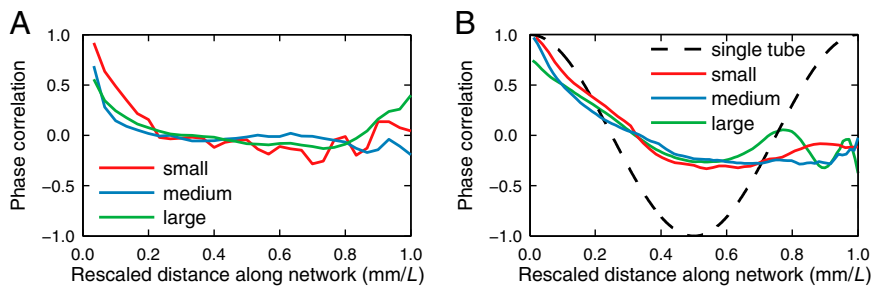 A
Phase correlation
1.0
0.5
0.0
−0.5
−1.0
small
medium
large
0.0
0.2
0.4
0.6
0.8
1.0
Rescaled distance along network (mm/L)
B
Phase correlation
1.0
0.5
0.0
−0.5
−1.0
single tube
small
medium
large
0.0
0.2
0.4
0.6
0.8
1.0
Rescaled distance along network (mm/L)